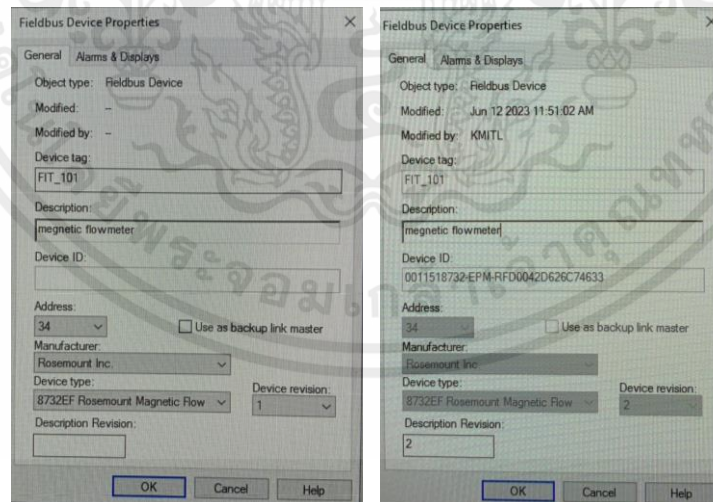 Fieldbus Device Properties
General
Alarms & Displays
Object type: Fieldbus Device
Modified: –
Modified by: –
Device tag:
FIT_101
Description:
megnetic flowmeter
Device ID:
Address:
34
Use as backup link master
Manufacturer:
Rosemount Inc.
Device type:
Device revision:
8732EF Rosemount Magnetic Flow
1
Description Revision:
OK
Cancel
Help
Fieldbus Device Properties
General
Alarms & Displays
Object type: Fieldbus Device
Modified: Jun 12 2023 11:51:02 AM
Modified by: KMITL
Device tag:
FIT_101
Description:
megnetic flowmeter
Device ID:
0011518732-EPM-RFD0042D626C74633
Address:
34
Use as backup link master
Manufacturer:
Rosemount Inc.
Device type:
Device revision:
8732EF Rosemount Magnetic Flow
2
Description Revision:
2
OK
Cancel
Help